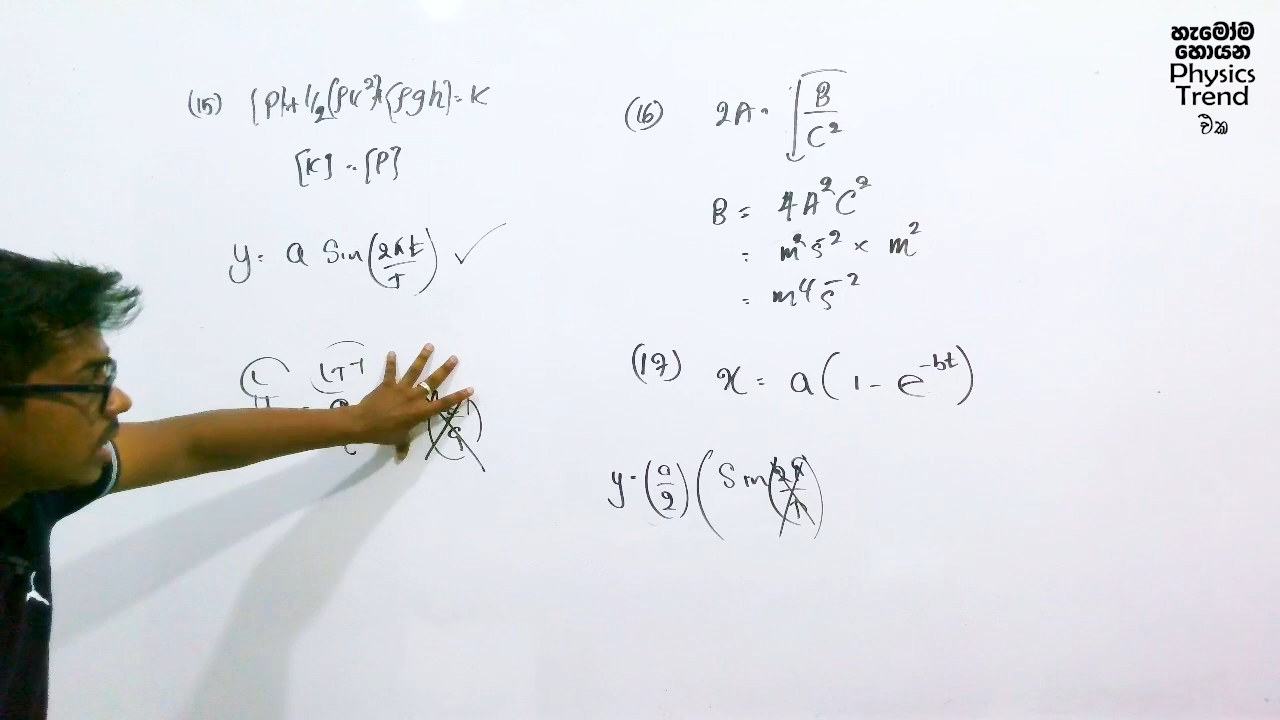 හැමෝම
හොයන
Physics
Trend
එක
(15) [P]+ 1/2[ρv²]+[ρgh] = K
[K] = [P]
y = a Sin(2πt/T) ✓
(16) 2A = √(B/C²)
B = 4A²C²
= m²s⁻² × m²
= m⁴s⁻²
(17) x = a(1 - e^-bt)
y = (a/2)(Sin